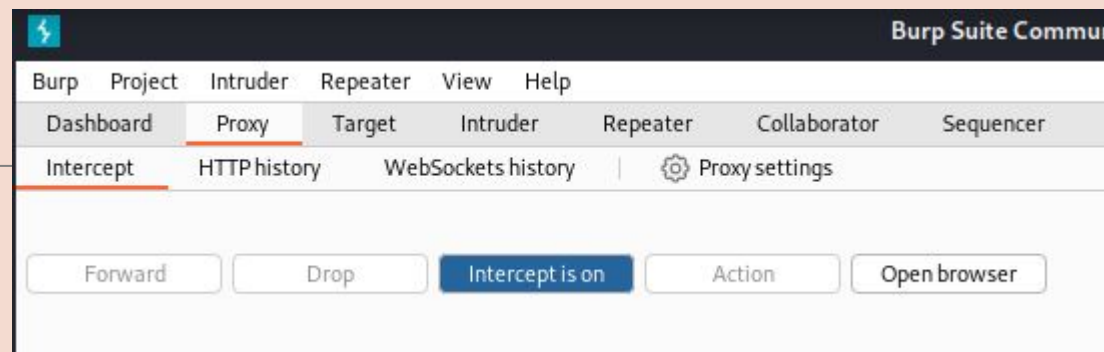 Burp Suite Commu
Burp Project Intruder Repeater View Help
Dashboard Proxy Target Intruder Repeater Collaborator Sequencer
Intercept HTTP history WebSockets history Proxy settings
Forward Drop Intercept is on Action Open browser